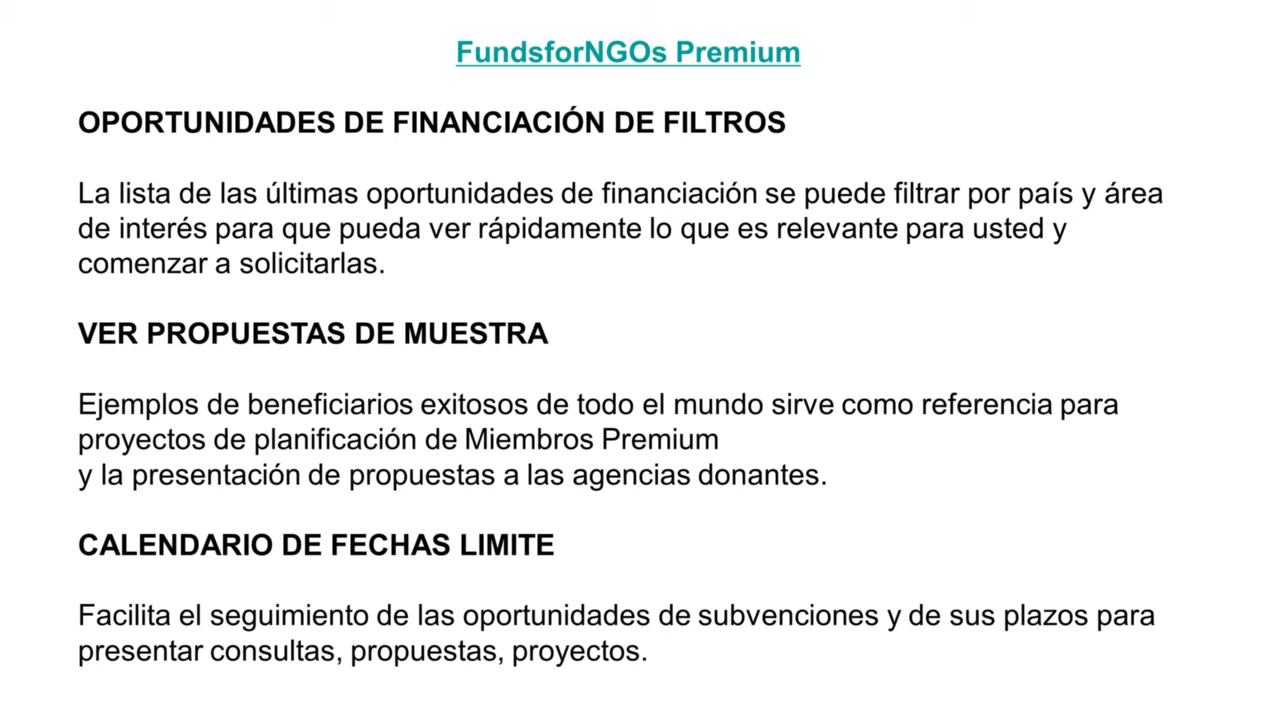 FundsforNGOs Premium
OPORTUNIDADES DE FINANCIACIÓN DE FILTROS
La lista de las últimas oportunidades de financiación se puede filtrar por país y área
de interés para que pueda ver rápidamente lo que es relevante para usted y
comenzar a solicitarlas.
VER PROPUESTAS DE MUESTRA
Ejemplos de beneficiarios exitosos de todo el mundo sirve como referencia para
proyectos de planificación de Miembros Premium
y la presentación de propuestas a las agencias donantes.
CALENDARIO DE FECHAS LIMITE
Facilita el seguimiento de las oportunidades de subvenciones y de sus plazos para
presentar consultas, propuestas, proyectos.